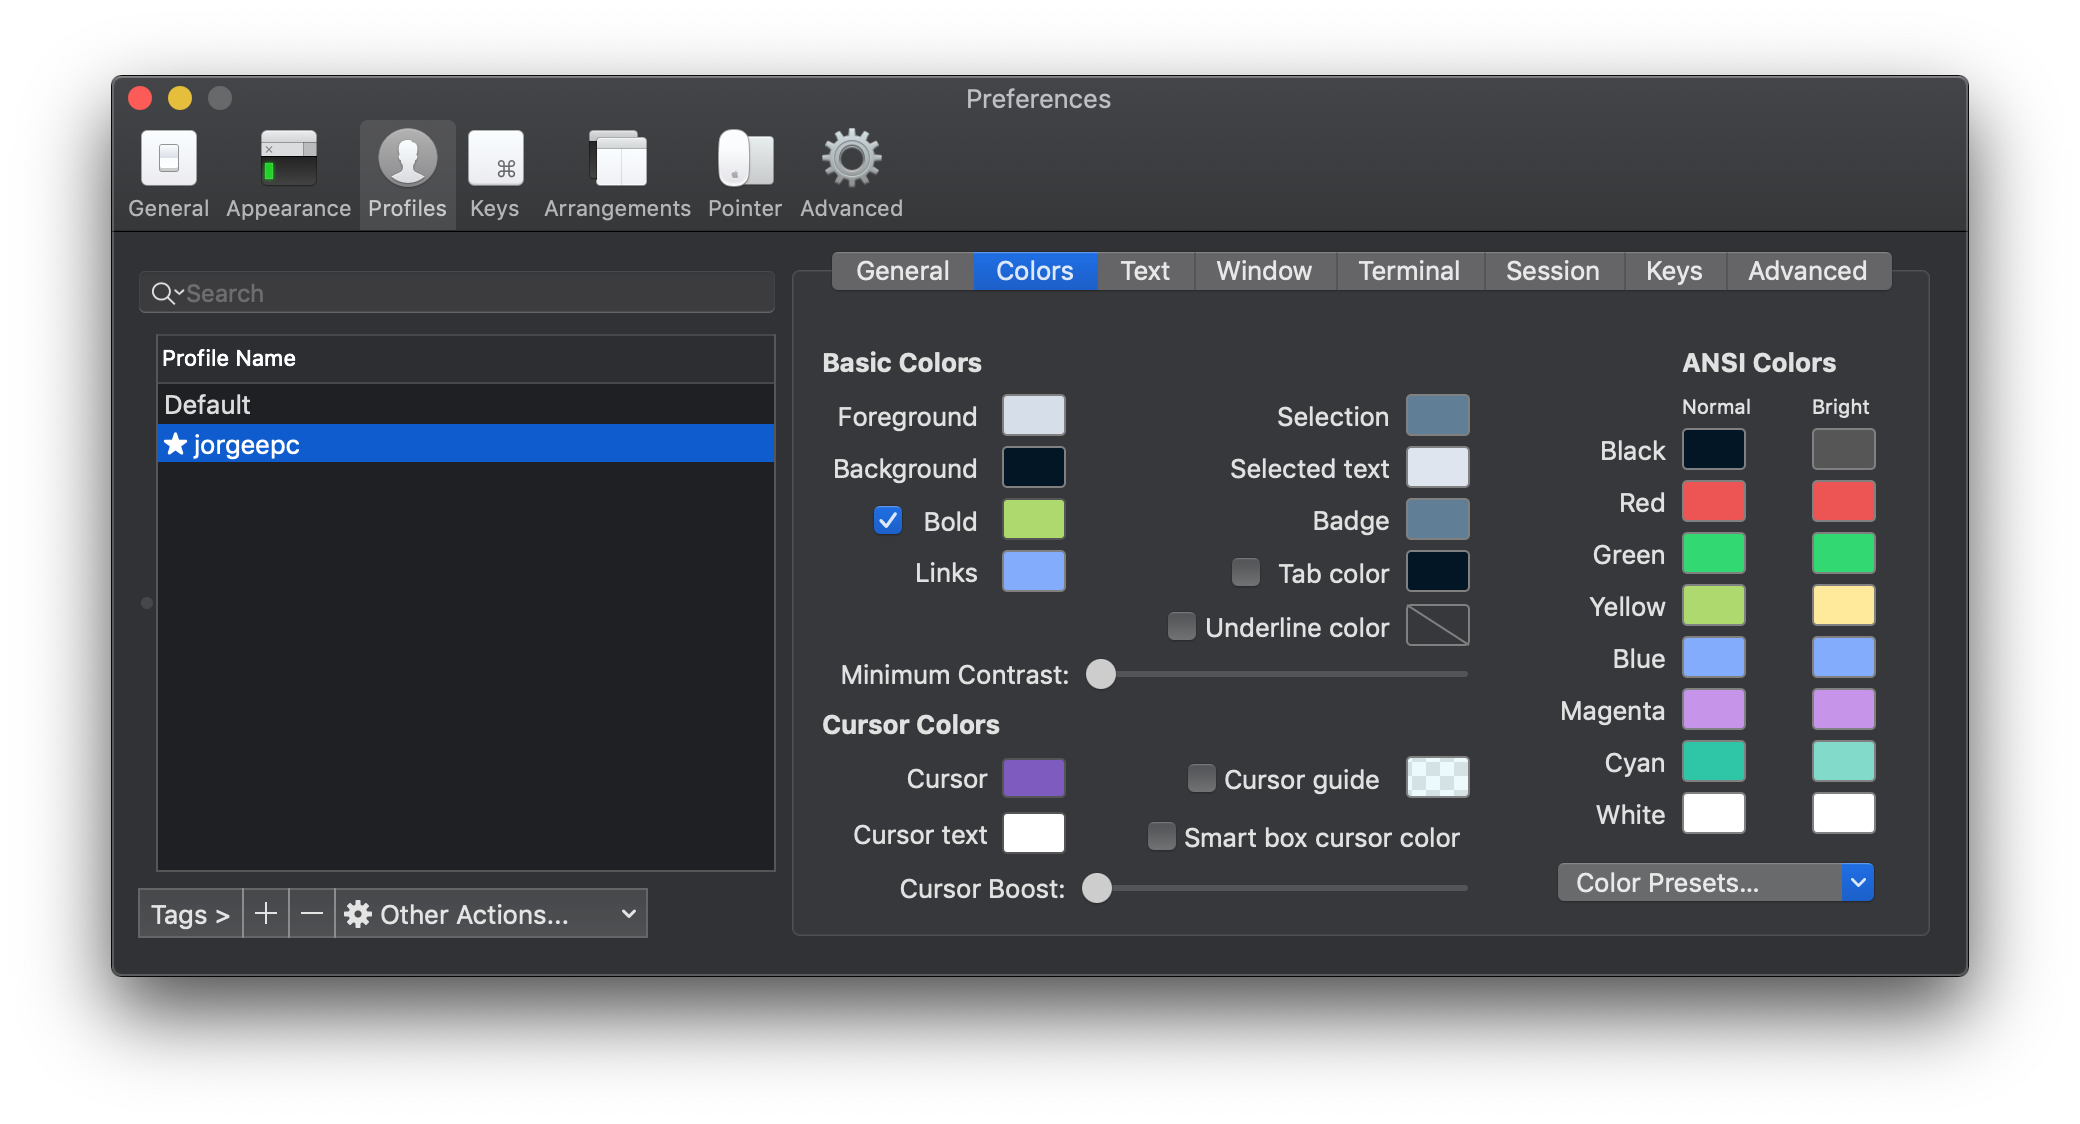 Preferences
General Appearance Profiles Keys Arrangements Pointer Advanced
Search
Profile Name
Default
★ jorgeepc
Tags >
Other Actions...
General Colors Text Window Terminal Session Keys Advanced
Basic Colors
Foreground
Background
Bold
Links
Selection
Selected text
Badge
Tab color
Underline color
Minimum Contrast:
Cursor Colors
Cursor
Cursor text
Cursor guide
Smart box cursor color
Cursor Boost:
ANSI Colors
Normal Bright
Black
Red
Green
Yellow
Blue
Magenta
Cyan
White
Color Presets...